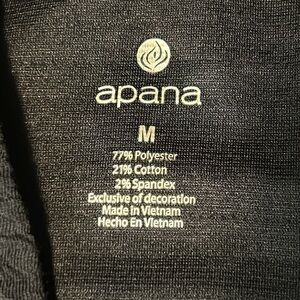 apana
M
77% Polyester
21% Cotton
2% Spandex
Exclusive of decoration
Made in Vietnam
Hecho En Vietnam